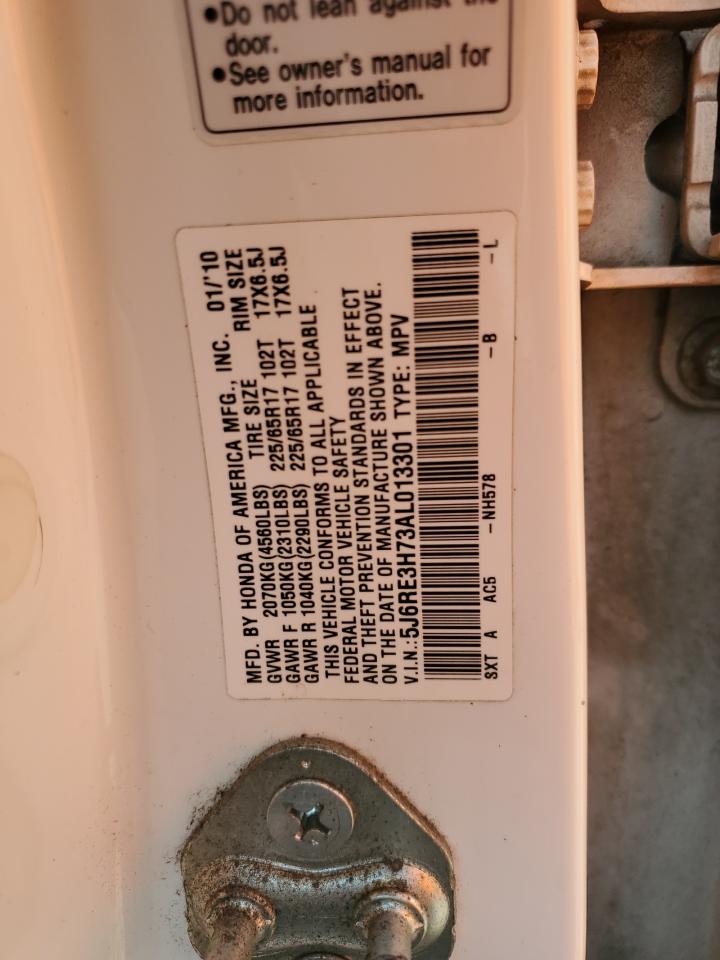 ●Do not lean against the
door.
●See owner's manual for
more information.
MFD. BY HONDA OF AMERICA MFG., INC. 01/'10
GVWR 2070KG(4560LBS) TIRE SIZE RIM SIZE
GAWR F 1050KG(2310LBS) 225/65R17 102T 17X6.5J
GAWR R 1040KG(2290LBS) 225/65R17 102T 17X6.5J
THIS VEHICLE CONFORMS TO ALL APPLICABLE
FEDERAL MOTOR VEHICLE SAFETY
AND THEFT PREVENTION STANDARDS IN EFFECT
ON THE DATE OF MANUFACTURE SHOWN ABOVE.
V.I.N.:5J6RE3H73AL013301 TYPE: MPV
SXT A AC5 -NH578 -B -L